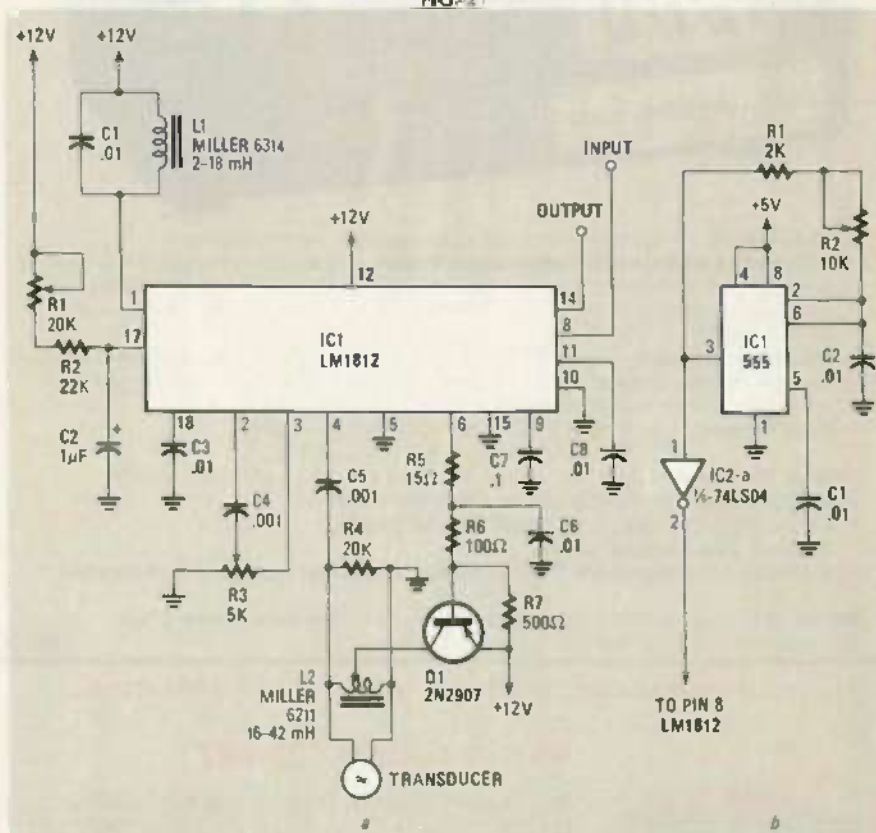 +12V
+12V
C1
.01
L1
MILLER 6314
2-18 mH
INPUT
OUTPUT
+12V
R1
2K
+5V
R2
10K
12
4
8
1
14
2
R1
20K
17
IC1
LM1812
8
6
11
3
IC1
555
C2
.01
R2
22K
10
5
18
2
3
4
5
6
15
9
1
C2
1µF
C3
.01
C5
.001
R5
15Ω
C7
.1
C8
.01
1
IC2-a
⅙-74LS04
C4
.001
R4
20K
R6
100Ω
C6
.01
2
C1
.01
R3
5K
R7
500Ω
L2
MILLER
6211
16-42 mH
Q1
2N2907
+12V
TO PIN 8
LM1812
TRANSDUCER
a
b